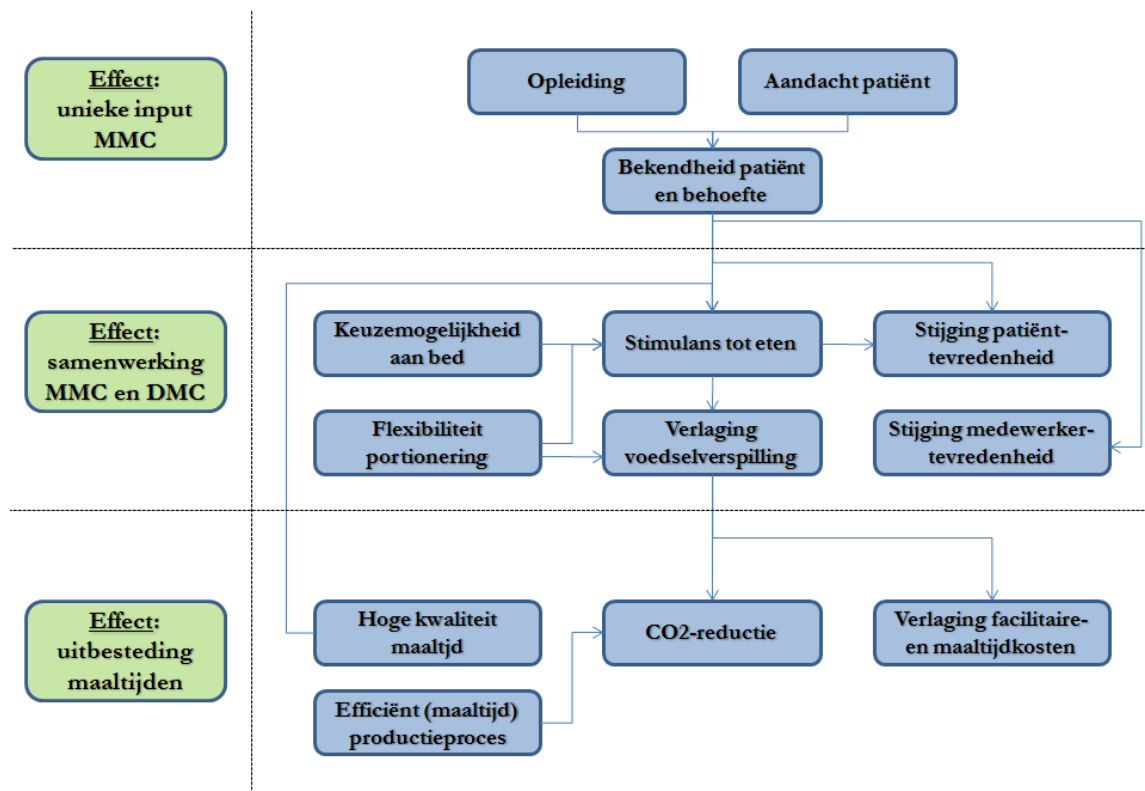 Effect:
unieke input
MMC
Opleiding
Aandacht patiënt
Bekendheid patiënt
en behoefte
Effect:
samenwerking
MMC en DMC
Keuzemogelijkheid
aan bed
Stimulans tot eten
Stijging patiënt-
tevredenheid
Flexibiliteit
portionering
Verlaging
voedselverspilling
Stijging medewerker-
tevredenheid
Effect:
uitbesteding
maaltijden
Hoge kwaliteit
maaltjd
CO2-reductie
Verlaging facilitaire-
en maaltijdkosten
Efficiënt (maaltijd)
productieproces